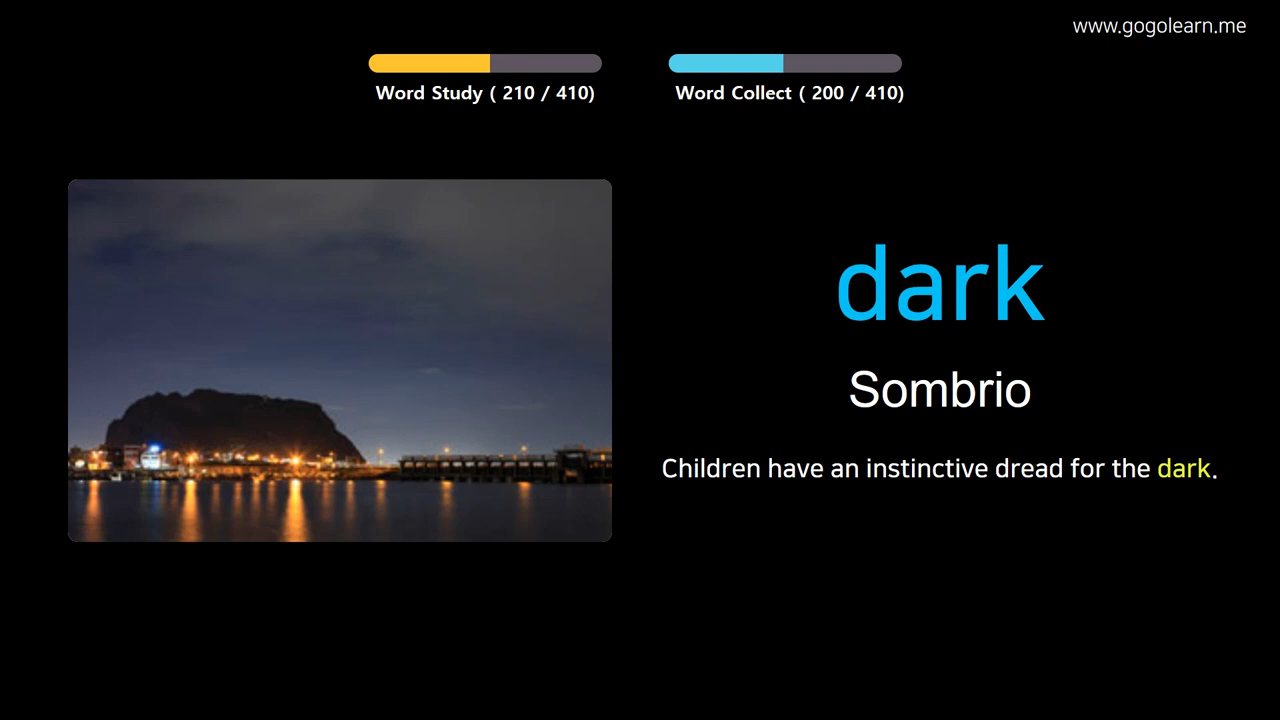 www.gogolearn.me
Word Study ( 210 / 410)
Word Collect ( 200 / 410)
dark
Sombrio
Children have an instinctive dread for the dark.